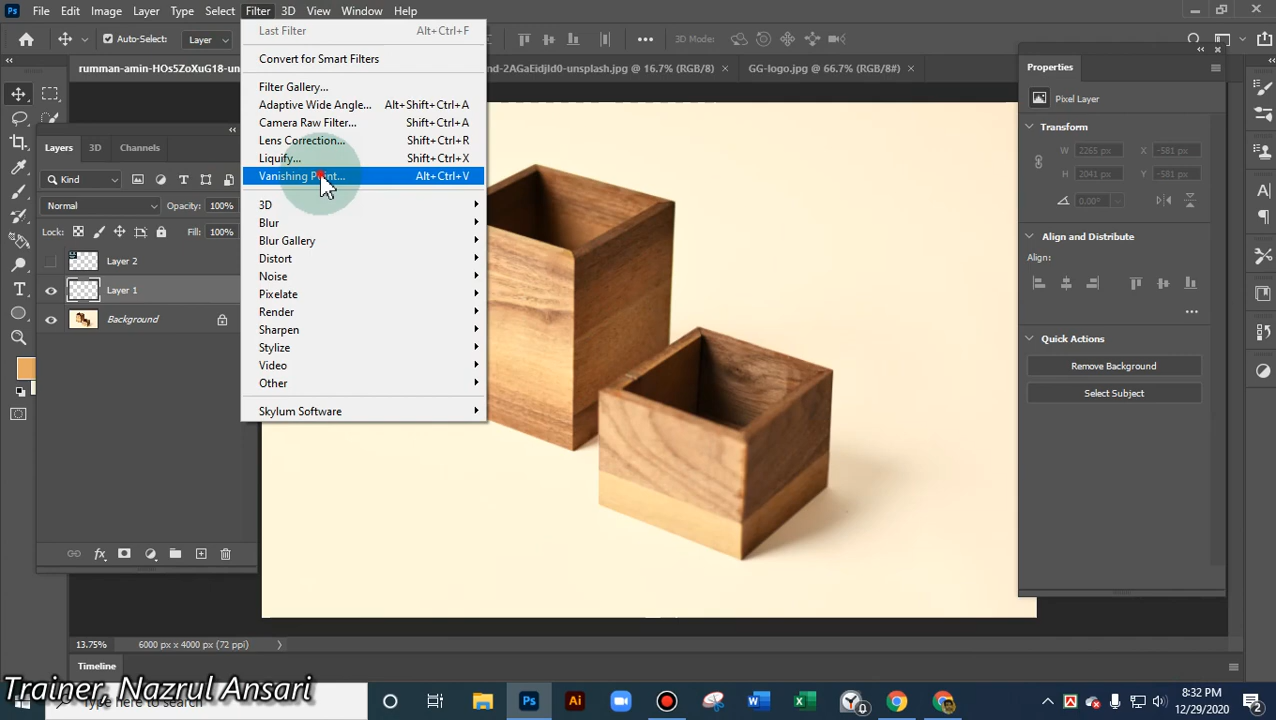 File Edit Image Layer Type Select Filter 3D View Window Help
Auto-Select: Layer
3D Mode:
rumman-amin-HOs5ZoXuG18-un
nd-2AGaEidjId0-unsplash.jpg @ 16.7% (RGB/8)
GG-logo.jpg @ 66.7% (RGB/8#)
Last Filter Alt+Ctrl+F
Convert for Smart Filters
Filter Gallery...
Adaptive Wide Angle... Alt+Shift+Ctrl+A
Camera Raw Filter... Shift+Ctrl+A
Lens Correction... Shift+Ctrl+R
Liquify... Shift+Ctrl+X
Vanishing Point... Alt+Ctrl+V
3D
Blur
Blur Gallery
Distort
Noise
Pixelate
Render
Sharpen
Stylize
Video
Other
Skylum Software
Layers 3D Channels
Kind
Normal Opacity: 100%
Lock: Fill: 100%
Layer 2
Layer 1
Background
Properties
Pixel Layer
Transform
W 2265 px X -581 px
H 2041 px Y -581 px
0.00°
Align and Distribute
Align:
Quick Actions
Remove Background
Select Subject
13.75% 6000 px x 4000 px (72 ppi)
Timeline
Trainer, Nazrul Ansari
Type here to search
3:32 PM
12/29/2020